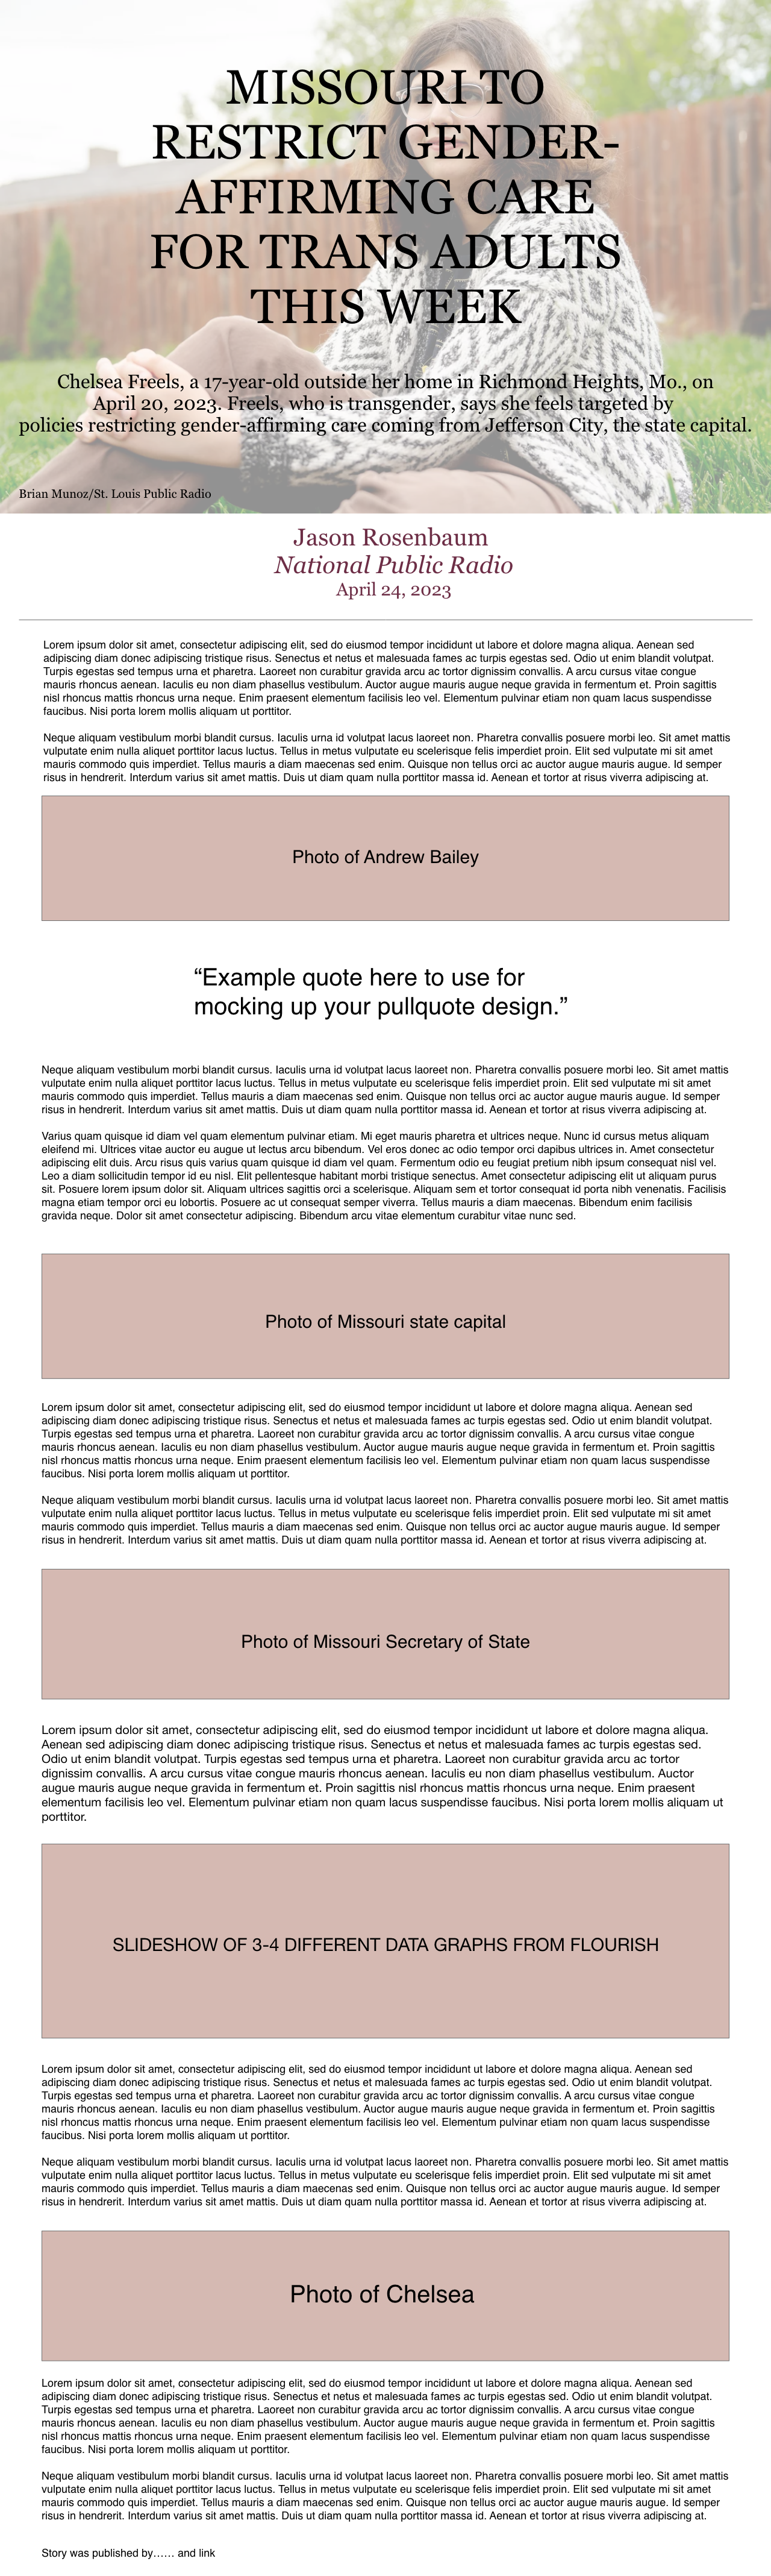 MISSOURI TO
RESTRICT GENDER-
AFFIRMING CARE
FOR TRANS ADULTS
THIS WEEK
Chelsea Freels, a 17-year-old outside her home in Richmond Heights, Mo., on
April 20, 2023. Freels, who is transgender, says she feels targeted by
policies restricting gender-affirming care coming from Jefferson City, the state capital.
Brian Munoz/St. Louis Public Radio
Jason Rosenbaum
National Public Radio
April 24, 2023
Lorem ipsum dolor sit amet, consectetur adipiscing elit, sed do eiusmod tempor incididunt ut labore et dolore magna aliqua. Aenean sed
adipiscing diam donec adipiscing tristique risus. Senectus et netus et malesuada fames ac turpis egestas sed. Odio ut enim blandit volutpat.
Turpis egestas sed tempus urna et pharetra. Laoreet non curabitur gravida arcu ac tortor dignissim convallis. A arcu cursus vitae congue
mauris rhoncus aenean. Iaculis eu non diam phasellus vestibulum. Auctor augue mauris augue neque gravida in fermentum et. Proin sagittis
nisl rhoncus mattis rhoncus urna neque. Enim praesent elementum facilisis leo vel. Elementum pulvinar etiam non quam lacus suspendisse
faucibus. Nisi porta lorem mollis aliquam ut porttitor.
Neque aliquam vestibulum morbi blandit cursus. Iaculis urna id volutpat lacus laoreet non. Pharetra convallis posuere morbi leo. Sit amet mattis
vulputate enim nulla aliquet porttitor lacus luctus. Tellus in metus vulputate eu scelerisque felis imperdiet proin. Elit sed vulputate mi sit amet
mauris commodo quis imperdiet. Tellus mauris a diam maecenas sed enim. Quisque non tellus orci ac auctor augue mauris augue. Id semper
risus in hendrerit. Interdum varius sit amet mattis. Duis ut diam quam nulla porttitor massa id. Aenean et tortor at risus viverra adipiscing at.
Photo of Andrew Bailey
“Example quote here to use for
mocking up your pullquote design.”
Neque aliquam vestibulum morbi blandit cursus. Iaculis urna id volutpat lacus laoreet non. Pharetra convallis posuere morbi leo. Sit amet mattis
vulputate enim nulla aliquet porttitor lacus luctus. Tellus in metus vulputate eu scelerisque felis imperdiet proin. Elit sed vulputate mi sit amet
mauris commodo quis imperdiet. Tellus mauris a diam maecenas sed enim. Quisque non tellus orci ac auctor augue mauris augue. Id semper
risus in hendrerit. Interdum varius sit amet mattis. Duis ut diam quam nulla porttitor massa id. Aenean et tortor at risus viverra adipiscing at.
Varius quam quisque id diam vel quam elementum pulvinar etiam. Mi eget mauris pharetra et ultrices neque. Nunc id cursus metus aliquam
eleifend mi. Ultrices vitae auctor eu augue ut lectus arcu bibendum. Vel eros donec ac odio tempor orci dapibus ultrices in. Amet consectetur
adipiscing elit duis. Arcu risus quis varius quam quisque id diam vel quam. Fermentum odio eu feugiat pretium nibh ipsum consequat nisl vel.
Leo a diam sollicitudin tempor id eu nisl. Elit pellentesque habitant morbi tristique senectus. Amet consectetur adipiscing elit ut aliquam purus
sit. Posuere lorem ipsum dolor sit. Aliquam ultrices sagittis orci a scelerisque. Aliquam sem et tortor consequat id porta nibh venenatis. Facilisis
magna etiam tempor orci eu lobortis. Posuere ac ut consequat semper viverra. Tellus mauris a diam maecenas. Bibendum enim facilisis
gravida neque. Dolor sit amet consectetur adipiscing. Bibendum arcu vitae elementum curabitur vitae nunc sed.
Photo of Missouri state capital
Lorem ipsum dolor sit amet, consectetur adipiscing elit, sed do eiusmod tempor incididunt ut labore et dolore magna aliqua. Aenean sed
adipiscing diam donec adipiscing tristique risus. Senectus et netus et malesuada fames ac turpis egestas sed. Odio ut enim blandit volutpat.
Turpis egestas sed tempus urna et pharetra. Laoreet non curabitur gravida arcu ac tortor dignissim convallis. A arcu cursus vitae congue
mauris rhoncus aenean. Iaculis eu non diam phasellus vestibulum. Auctor augue mauris augue neque gravida in fermentum et. Proin sagittis
nisl rhoncus mattis rhoncus urna neque. Enim praesent elementum facilisis leo vel. Elementum pulvinar etiam non quam lacus suspendisse
faucibus. Nisi porta lorem mollis aliquam ut porttitor.
Neque aliquam vestibulum morbi blandit cursus. Iaculis urna id volutpat lacus laoreet non. Pharetra convallis posuere morbi leo. Sit amet mattis
vulputate enim nulla aliquet porttitor lacus luctus. Tellus in metus vulputate eu scelerisque felis imperdiet proin. Elit sed vulputate mi sit amet
mauris commodo quis imperdiet. Tellus mauris a diam maecenas sed enim. Quisque non tellus orci ac auctor augue mauris augue. Id semper
risus in hendrerit. Interdum varius sit amet mattis. Duis ut diam quam nulla porttitor massa id. Aenean et tortor at risus viverra adipiscing at.
Photo of Missouri Secretary of State
Lorem ipsum dolor sit amet, consectetur adipiscing elit, sed do eiusmod tempor incididunt ut labore et dolore magna aliqua.
Aenean sed adipiscing diam donec adipiscing tristique risus. Senectus et netus et malesuada fames ac turpis egestas sed.
Odio ut enim blandit volutpat. Turpis egestas sed tempus urna et pharetra. Laoreet non curabitur gravida arcu ac tortor
dignissim convallis. A arcu cursus vitae congue mauris rhoncus aenean. Iaculis eu non diam phasellus vestibulum. Auctor
augue mauris augue neque gravida in fermentum et. Proin sagittis nisl rhoncus mattis rhoncus urna neque. Enim praesent
elementum facilisis leo vel. Elementum pulvinar etiam non quam lacus suspendisse faucibus. Nisi porta lorem mollis aliquam ut
porttitor.
SLIDESHOW OF 3-4 DIFFERENT DATA GRAPHS FROM FLOURISH
Lorem ipsum dolor sit amet, consectetur adipiscing elit, sed do eiusmod tempor incididunt ut labore et dolore magna aliqua. Aenean sed
adipiscing diam donec adipiscing tristique risus. Senectus et netus et malesuada fames ac turpis egestas sed. Odio ut enim blandit volutpat.
Turpis egestas sed tempus urna et pharetra. Laoreet non curabitur gravida arcu ac tortor dignissim convallis. A arcu cursus vitae congue
mauris rhoncus aenean. Iaculis eu non diam phasellus vestibulum. Auctor augue mauris augue neque gravida in fermentum et. Proin sagittis
nisl rhoncus mattis rhoncus urna neque. Enim praesent elementum facilisis leo vel. Elementum pulvinar etiam non quam lacus suspendisse
faucibus. Nisi porta lorem mollis aliquam ut porttitor.
Neque aliquam vestibulum morbi blandit cursus. Iaculis urna id volutpat lacus laoreet non. Pharetra convallis posuere morbi leo. Sit amet mattis
vulputate enim nulla aliquet porttitor lacus luctus. Tellus in metus vulputate eu scelerisque felis imperdiet proin. Elit sed vulputate mi sit amet
mauris commodo quis imperdiet. Tellus mauris a diam maecenas sed enim. Quisque non tellus orci ac auctor augue mauris augue. Id semper
risus in hendrerit. Interdum varius sit amet mattis. Duis ut diam quam nulla porttitor massa id. Aenean et tortor at risus viverra adipiscing at.
Photo of Chelsea
Lorem ipsum dolor sit amet, consectetur adipiscing elit, sed do eiusmod tempor incididunt ut labore et dolore magna aliqua. Aenean sed
adipiscing diam donec adipiscing tristique risus. Senectus et netus et malesuada fames ac turpis egestas sed. Odio ut enim blandit volutpat.
Turpis egestas sed tempus urna et pharetra. Laoreet non curabitur gravida arcu ac tortor dignissim convallis. A arcu cursus vitae congue
mauris rhoncus aenean. Iaculis eu non diam phasellus vestibulum. Auctor augue mauris augue neque gravida in fermentum et. Proin sagittis
nisl rhoncus mattis rhoncus urna neque. Enim praesent elementum facilisis leo vel. Elementum pulvinar etiam non quam lacus suspendisse
faucibus. Nisi porta lorem mollis aliquam ut porttitor.
Neque aliquam vestibulum morbi blandit cursus. Iaculis urna id volutpat lacus laoreet non. Pharetra convallis posuere morbi leo. Sit amet mattis
vulputate enim nulla aliquet porttitor lacus luctus. Tellus in metus vulputate eu scelerisque felis imperdiet proin. Elit sed vulputate mi sit amet
mauris commodo quis imperdiet. Tellus mauris a diam maecenas sed enim. Quisque non tellus orci ac auctor augue mauris augue. Id semper
risus in hendrerit. Interdum varius sit amet mattis. Duis ut diam quam nulla porttitor massa id. Aenean et tortor at risus viverra adipiscing at.
Story was published by…… and link